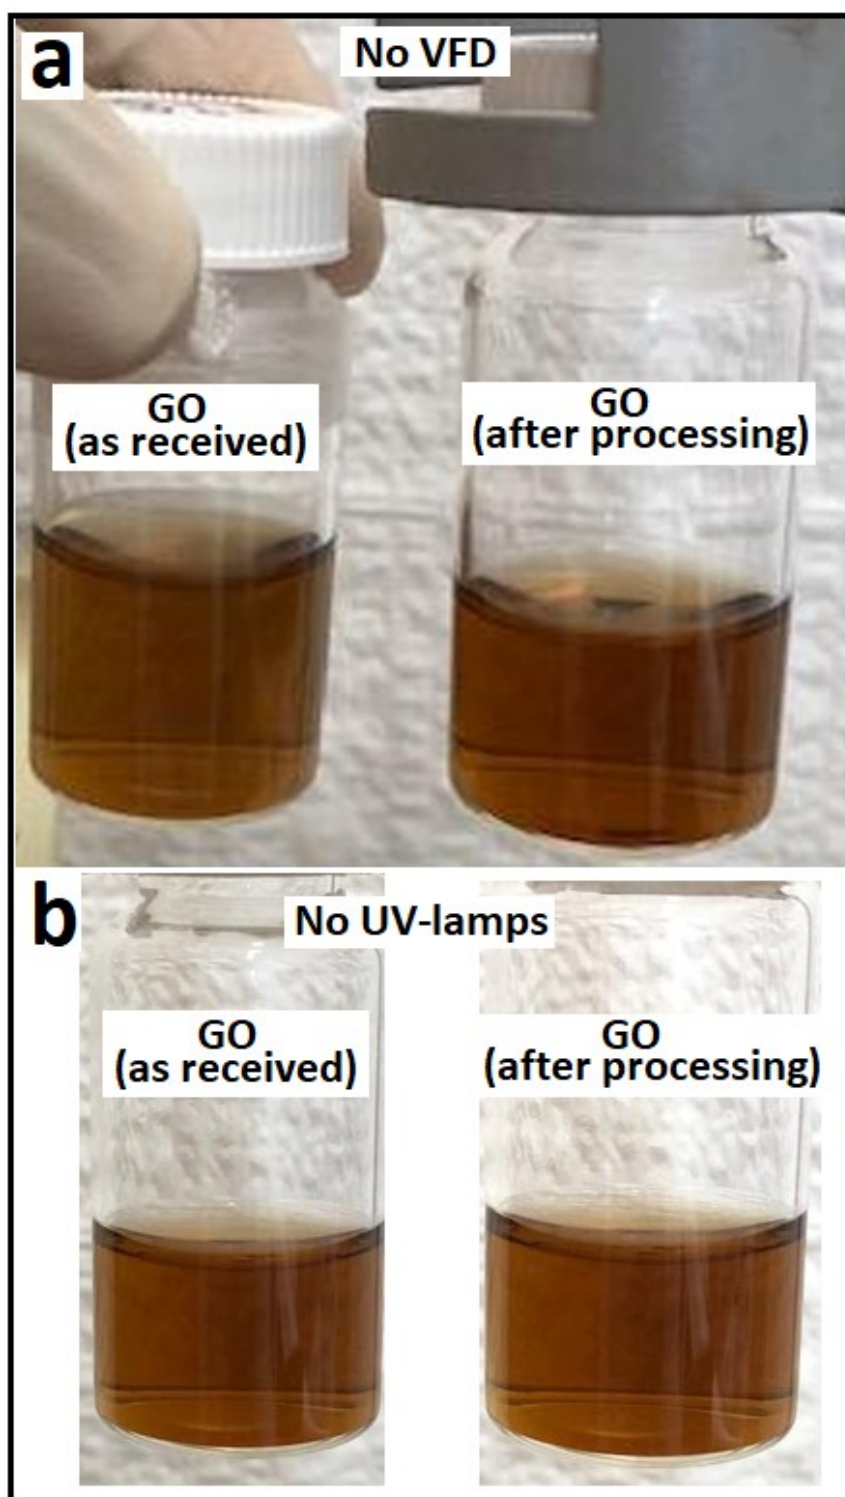 a
No VFD
GO
(as received)
GO
(after processing)
b
No UV-lamps
GO
(as received)
GO
(after processing)